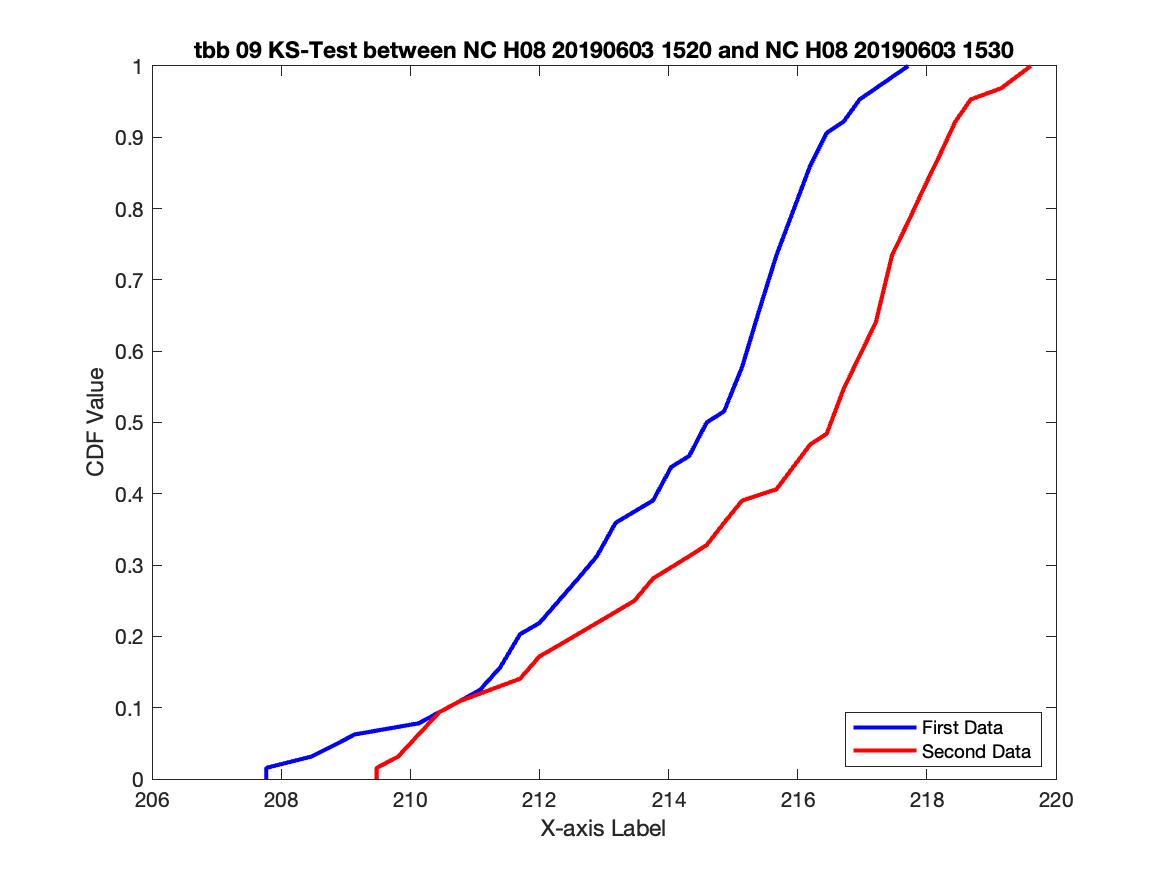 tbb 09 KS-Test between NC H08 20190603 1520 and NC H08 20190603 1530
1
0.9
0.8
0.7
0.6
0.5
0.4
0.3
0.2
0.1
0
CDF Value
First Data
Second Data
206 208 210 212 214 216 218 220
X-axis Label